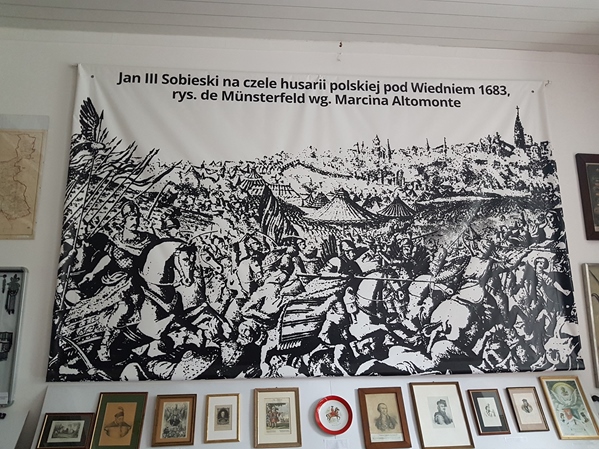 Jan III Sobieski na czele husarii polskiej pod Wiedniem 1683,
rys. de Münsterfeld wg. Marcina Altomonte